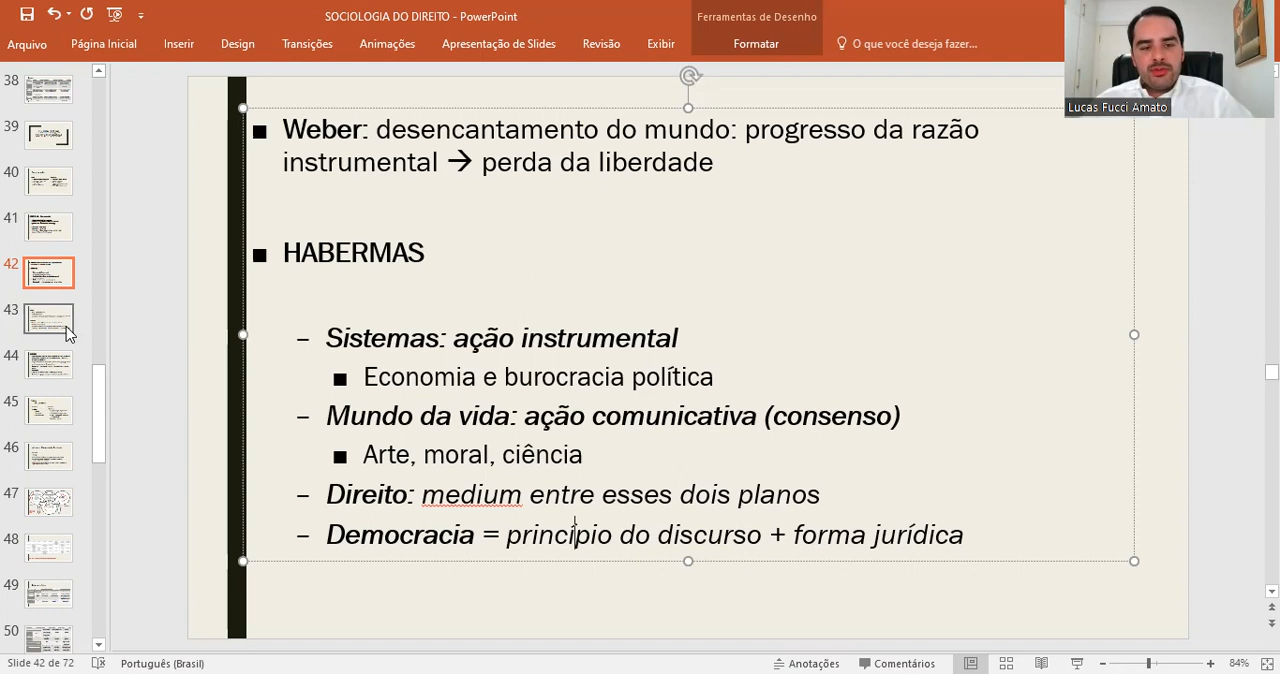 SOCIOLOGIA DO DIREITO - PowerPoint
Ferramentas de Desenho
Arquivo Página Inicial Inserir Design Transições Animações Apresentação de Slides Revisão Exibir Formatar O que você deseja fazer...
Lucas Fucci Amato
38
39
40
41
42
43
44
45
46
47
48
49
50
■ Weber: desencantamento do mundo: progresso da razão
instrumental → perda da liberdade
■ HABERMAS
– Sistemas: ação instrumental
■ Economia e burocracia política
– Mundo da vida: ação comunicativa (consenso)
■ Arte, moral, ciência
– Direito: medium entre esses dois planos
– Democracia = princípio do discurso + forma jurídica
Slide 42 de 72 Português (Brasil) Anotações Comentários 84%